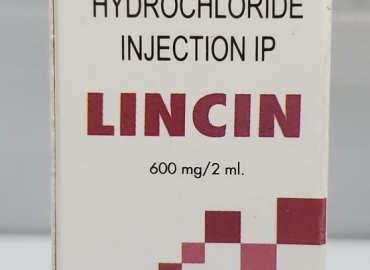 HYDROCHLORIDE
INJECTION IP
LINCIN
600 mg/2 ml.